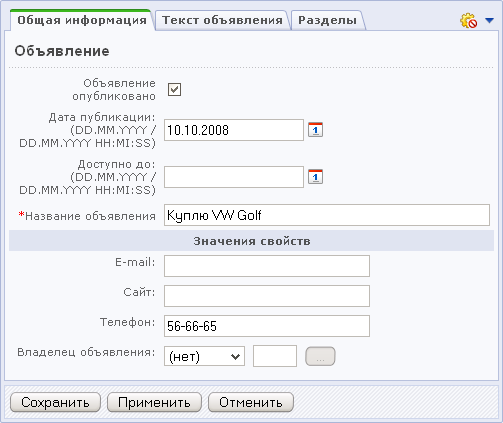 Общая информация Текст объявления Разделы
Объявление
Объявление
опубликовано
Дата публикации:
(DD.MM.YYYY /
DD.MM.YYYY HH:MI:SS)
10.10.2008
1
Доступно до:
(DD.MM.YYYY /
DD.MM.YYYY HH:MI:SS)
1
*Название объявления
Куплю VW Golf
Значения свойств
E-mail:
Сайт:
Телефон:
56-66-65
Владелец объявления:
(нет)
...
Сохранить Применить Отменить